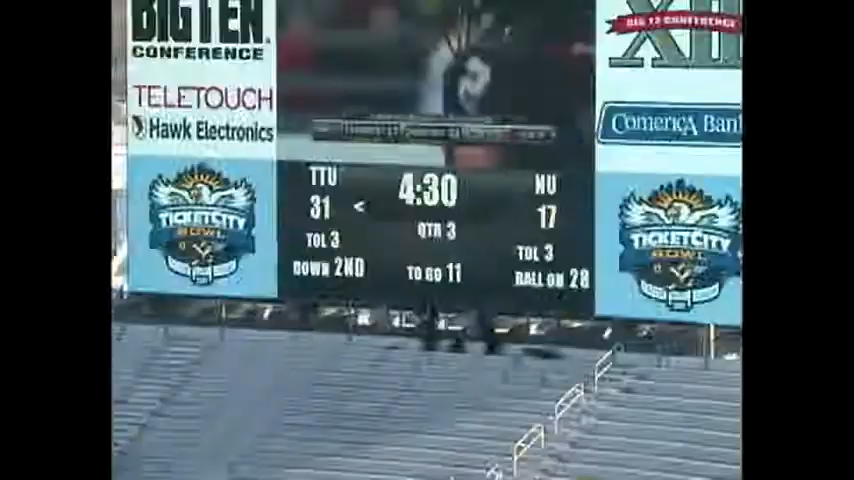 BIG TEN
CONFERENCE
TELETOUCH
Hawk Electronics
TICKETCITY
BOWL
BIG 12 CONFERENCE
XII
ComericA Bank
TICKETCITY
BOWL
TTU 4:30 NU
31 < 17
QTR 3
TOL 3 TOL 3
DOWN 2ND TO GO 11 BALL ON 28